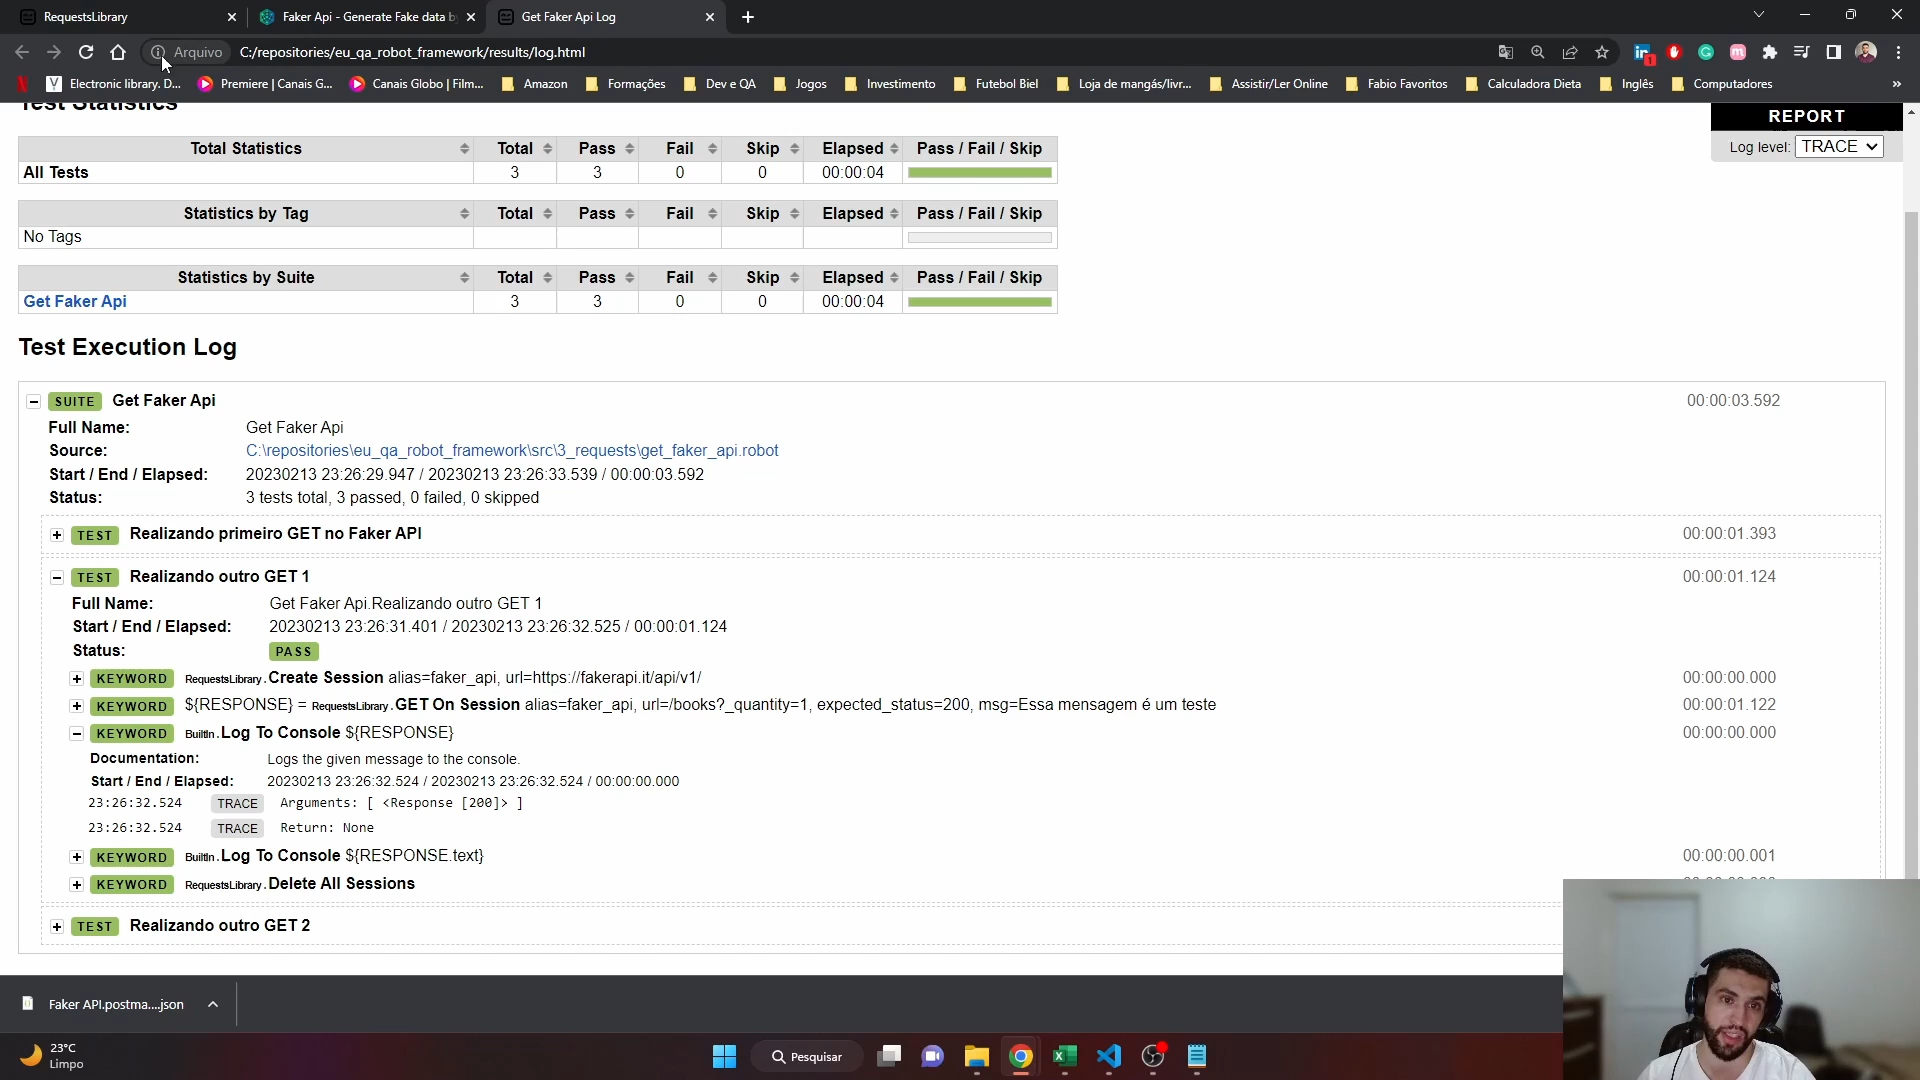 RequestsLibrary
Faker Api - Generate Fake data by
Get Faker Api Log
Arquivo
C:/repositories/eu_qa_robot_framework/results/log.html
Electronic library. D...
Premiere | Canais G...
Canais Globo | Film...
Amazon
Formações
Dev e QA
Jogos
Investimento
Futebol Biel
Loja de mangás/livr...
Assistir/Ler Online
Fabio Favoritos
Calculadora Dieta
Inglês
Computadores
»
Test Statistics
REPORT
Log level: TRACE
Total Statistics Total Pass Fail Skip Elapsed Pass / Fail / Skip
All Tests 3 3 0 0 00:00:04
Statistics by Tag Total Pass Fail Skip Elapsed Pass / Fail / Skip
No Tags
Statistics by Suite Total Pass Fail Skip Elapsed Pass / Fail / Skip
Get Faker Api 3 3 0 0 00:00:04
Test Execution Log
SUITE Get Faker Api 00:00:03.592
Full Name: Get Faker Api
Source: C:\repositories\eu_qa_robot_framework\src\3_requests\get_faker_api.robot
Start / End / Elapsed: 20230213 23:26:29.947 / 20230213 23:26:33.539 / 00:00:03.592
Status: 3 tests total, 3 passed, 0 failed, 0 skipped
TEST Realizando primeiro GET no Faker API 00:00:01.393
TEST Realizando outro GET 1 00:00:01.124
Full Name: Get Faker Api.Realizando outro GET 1
Start / End / Elapsed: 20230213 23:26:31.401 / 20230213 23:26:32.525 / 00:00:01.124
Status: PASS
KEYWORD RequestsLibrary.Create Session alias=faker_api, url=https://fakerapi.it/api/v1/ 00:00:00.000
KEYWORD ${RESPONSE} = RequestsLibrary.GET On Session alias=faker_api, url=/books?_quantity=1, expected_status=200, msg=Essa mensagem é um teste 00:00:01.122
KEYWORD BuiltIn.Log To Console ${RESPONSE} 00:00:00.000
Documentation: Logs the given message to the console.
Start / End / Elapsed: 20230213 23:26:32.524 / 20230213 23:26:32.524 / 00:00:00.000
23:26:32.524 TRACE Arguments: [ <Response [200]> ]
23:26:32.524 TRACE Return: None
KEYWORD BuiltIn.Log To Console ${RESPONSE.text} 00:00:00.001
KEYWORD RequestsLibrary.Delete All Sessions
TEST Realizando outro GET 2
Faker API.postma....json
23°C
Limpo
Pesquisar